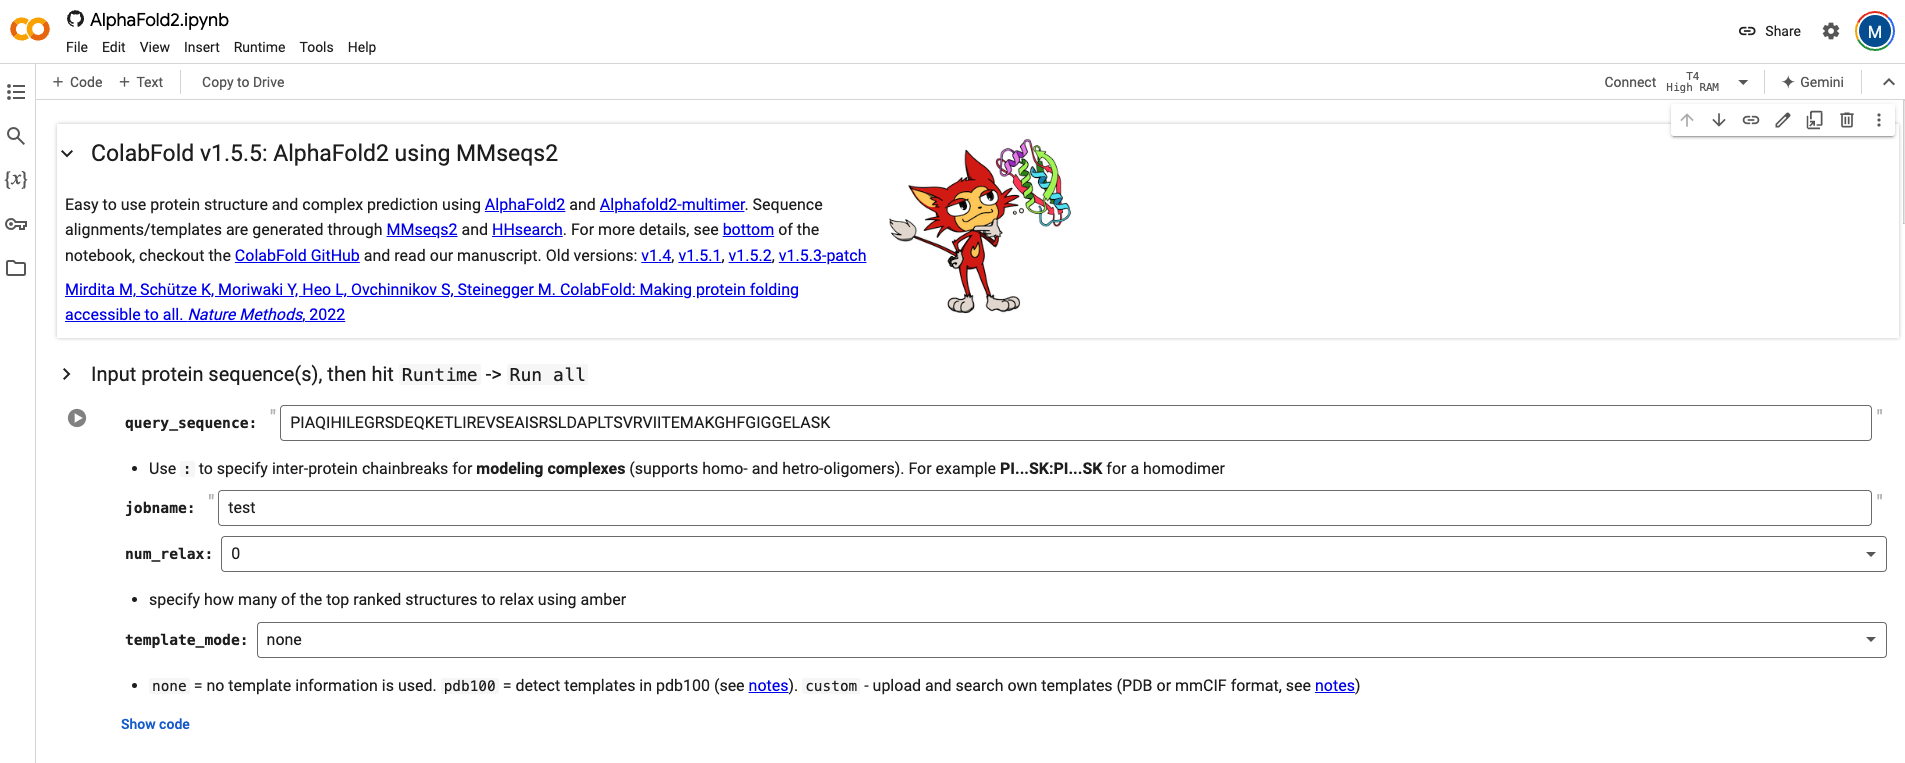 AlphaFold2.ipynb
Share
M
File Edit View Insert Runtime Tools Help
+ Code + Text Copy to Drive
Connect T4 High RAM Gemini
ColabFold v1.5.5: AlphaFold2 using MMseqs2
Easy to use protein structure and complex prediction using AlphaFold2 and Alphafold2-multimer. Sequence
alignments/templates are generated through MMseqs2 and HHsearch. For more details, see bottom of the
notebook, checkout the ColabFold GitHub and read our manuscript. Old versions: v1.4, v1.5.1, v1.5.2, v1.5.3-patch
Mirdita M, Schütze K, Moriwaki Y, Heo L, Ovchinnikov S, Steinegger M. ColabFold: Making protein folding
accessible to all. Nature Methods, 2022
Input protein sequence(s), then hit Runtime -> Run all
query_sequence: " PIAQIHILEGRSDEQKETLIREVSEAISRSLDAPLTSVRVIITEMAKGHFGIGGELASK "
• Use : to specify inter-protein chainbreaks for modeling complexes (supports homo- and hetro-oligomers). For example PI...SK:PI...SK for a homodimer
jobname: " test "
num_relax: 0
• specify how many of the top ranked structures to relax using amber
template_mode: none
• none = no template information is used. pdb100 = detect templates in pdb100 (see notes). custom - upload and search own templates (PDB or mmCIF format, see notes)
Show code
{x}